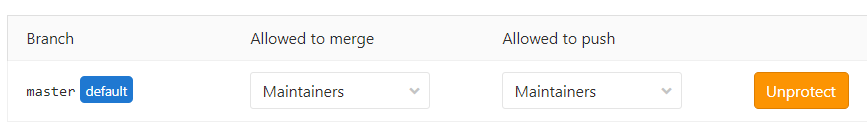 Branch Allowed to merge Allowed to push
master default Maintainers Maintainers Unprotect